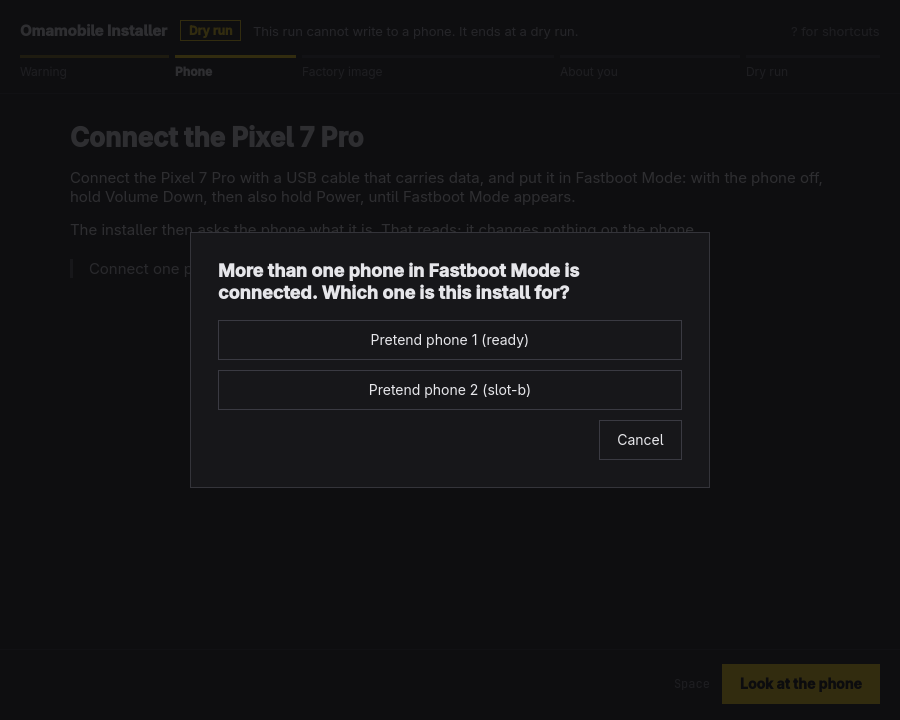 Omamobile Installer
Dry run
This run cannot write to a phone. It ends at a dry run.
? for shortcuts
Warning
Phone
Factory image
About you
Dry run
Connect the Pixel 7 Pro
Connect the Pixel 7 Pro with a USB cable that carries data, and put it in Fastboot Mode: with the phone off,
hold Volume Down, then also hold Power, until Fastboot Mode appears.
The installer then asks the phone what it is. That reads; it changes nothing on the phone.
Connect one p
More than one phone in Fastboot Mode is
connected. Which one is this install for?
Pretend phone 1 (ready)
Pretend phone 2 (slot-b)
Cancel
Space
Look at the phone